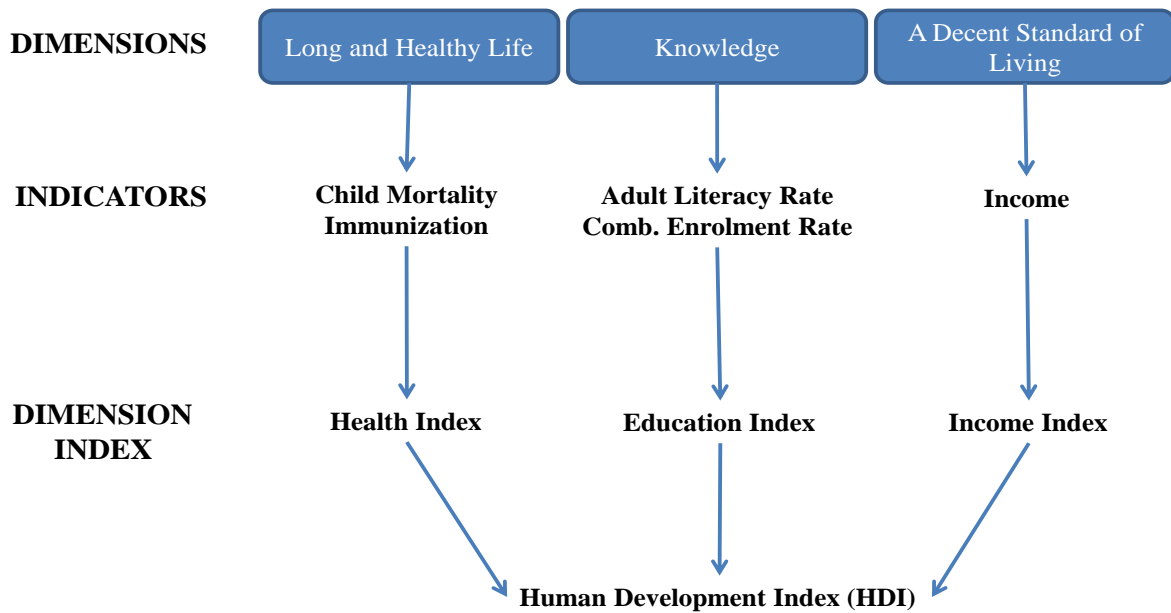 DIMENSIONS
Long and Healthy Life
Knowledge
A Decent Standard of
Living
INDICATORS
Child Mortality
Immunization
Adult Literacy Rate
Comb. Enrolment Rate
Income
DIMENSION
INDEX
Health Index
Education Index
Income Index
Human Development Index (HDI)